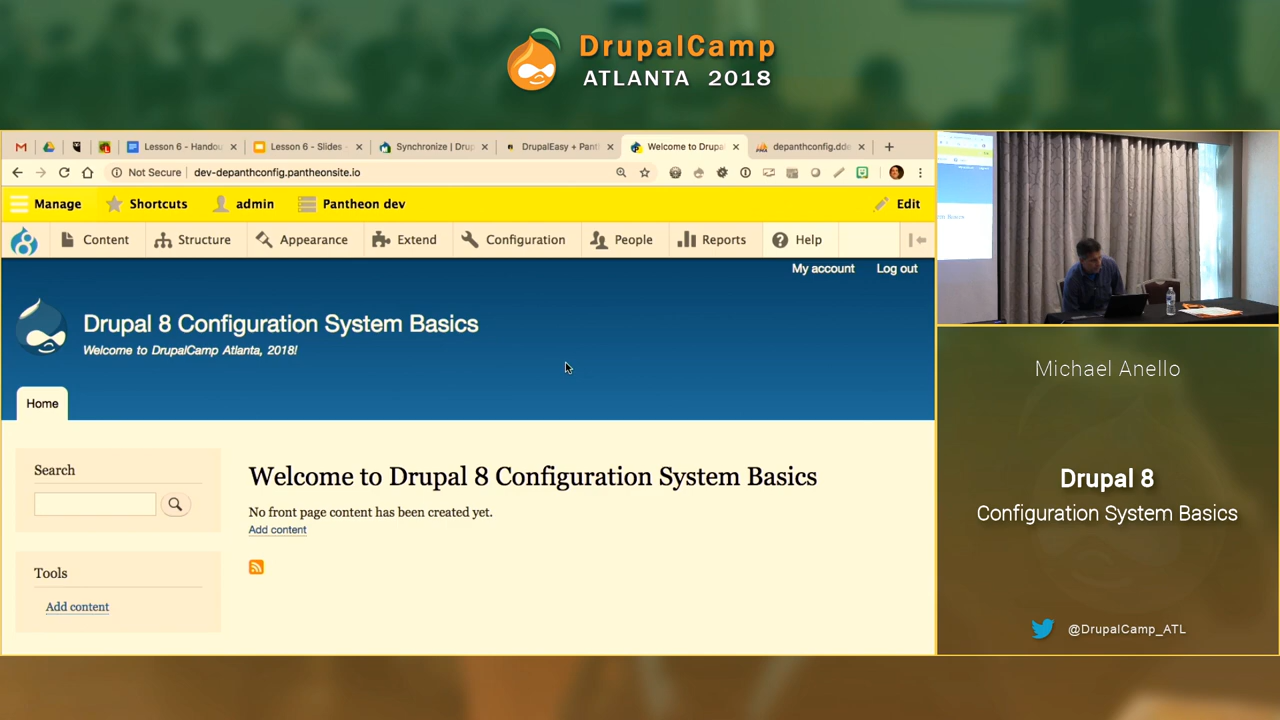 DrupalCamp
ATLANTA 2018
Lesson 6 - Handou
Lesson 6 - Slides -
Synchronize | Drup
DrupalEasy + Panth
Welcome to Drupal
depanthconfig.dde
Not Secure
dev-depanthconfig.pantheonsite.io
Manage
Shortcuts
admin
Pantheon dev
Edit
Content
Structure
Appearance
Extend
Configuration
People
Reports
Help
My account
Log out
Drupal 8 Configuration System Basics
Welcome to DrupalCamp Atlanta, 2018!
Home
Search
Welcome to Drupal 8 Configuration System Basics
No front page content has been created yet.
Add content
Tools
Add content
Michael Anello
Drupal 8
Configuration System Basics
@DrupalCamp_ATL